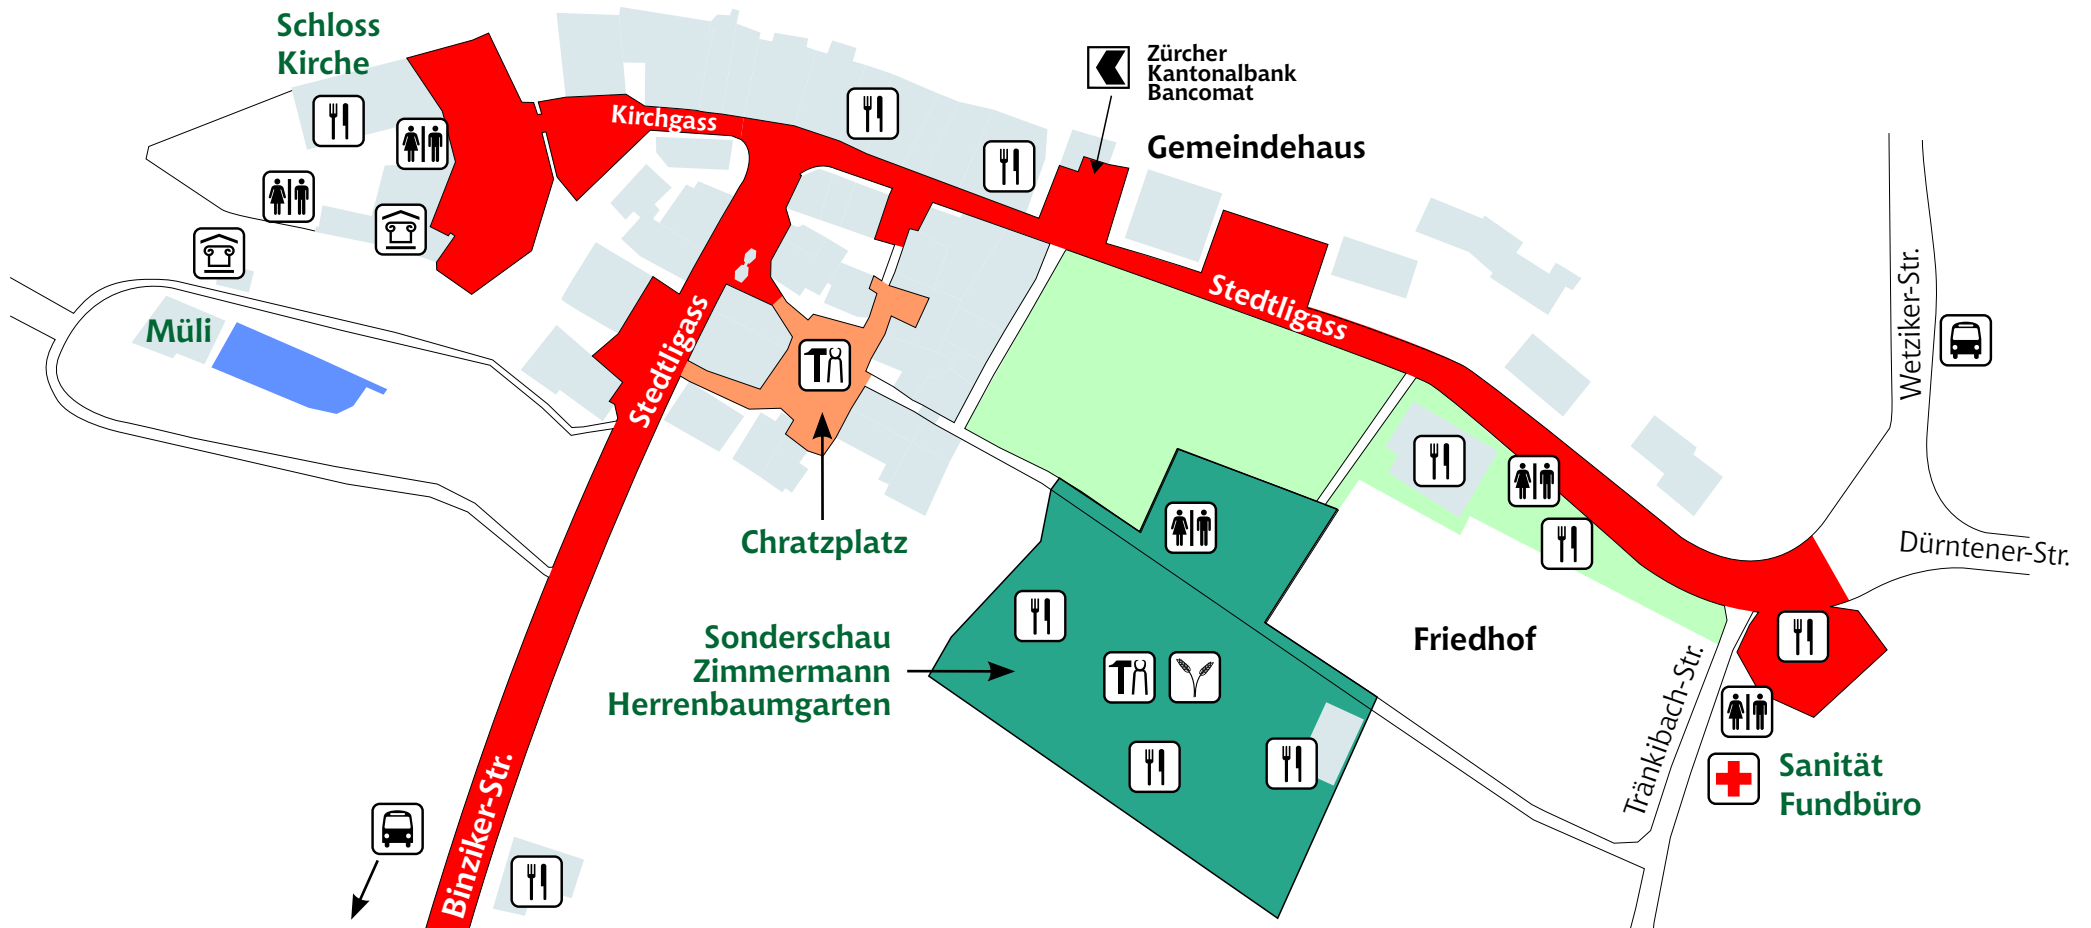 Schloss
Kirche
Zürcher
Kantonalbank
Bancomat
Kirchgass
Gemeindehaus
Stedtligass
Wetziker-Str.
Müli
Stedtligass
Chratzplatz
Dürntener-Str.
Sonderschau
Zimmermann
Herrenbaumgarten
Friedhof
Tränkibach-Str.
Sanität
Fundbüro
Binziker-Str.